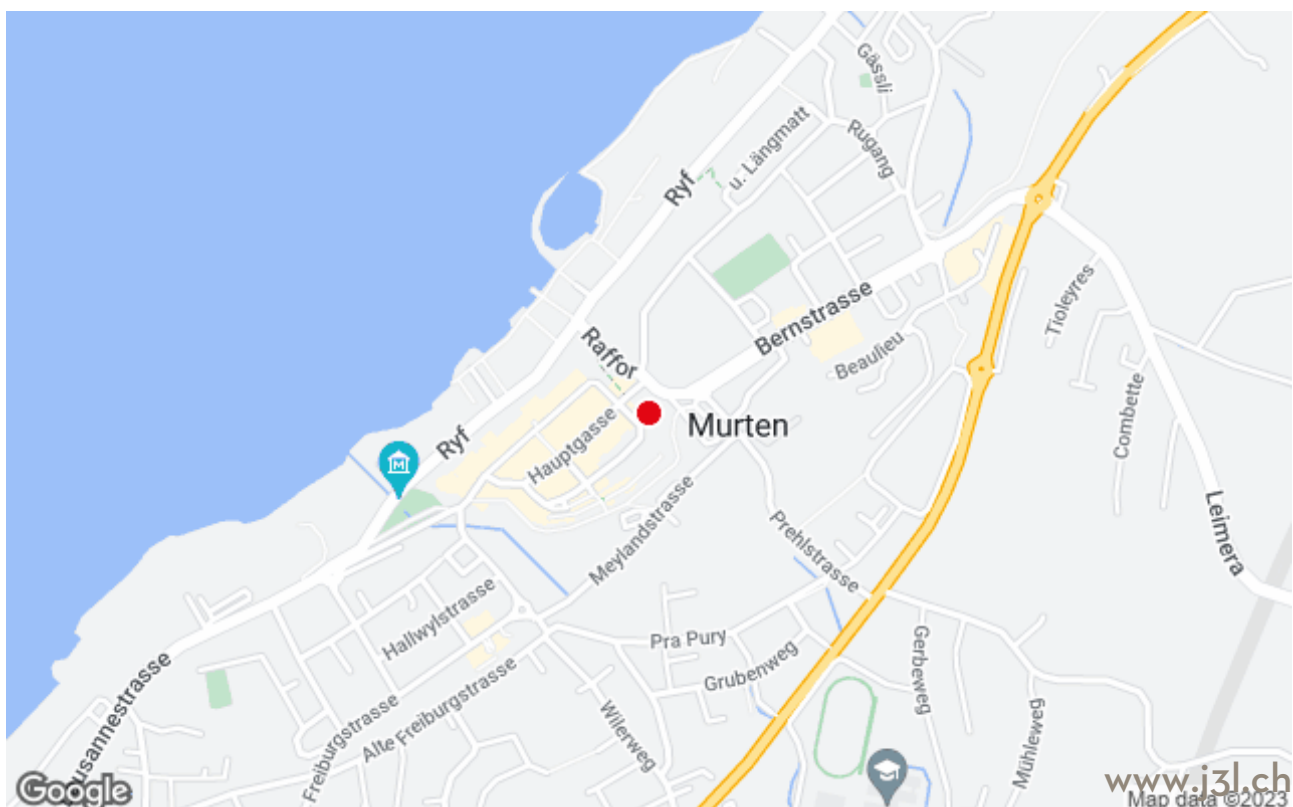 Gässli
u. Längmatt
Rugang
Ryf
Bernstrasse
Tioleyres
Raffor
Beaulieu
Combette
Murten
Hauptgasse
Ryf
M
Meylandstrasse
Leimera
Prehlstrasse
Hallwylstrasse
Pra Pury
Gerbeweg
Grubenweg
usannestrasse
Freiburgstrasse
Alte Freiburgstrasse
Wilerweg
Mühleweg
Google
www.j3l.ch
Map data ©2023